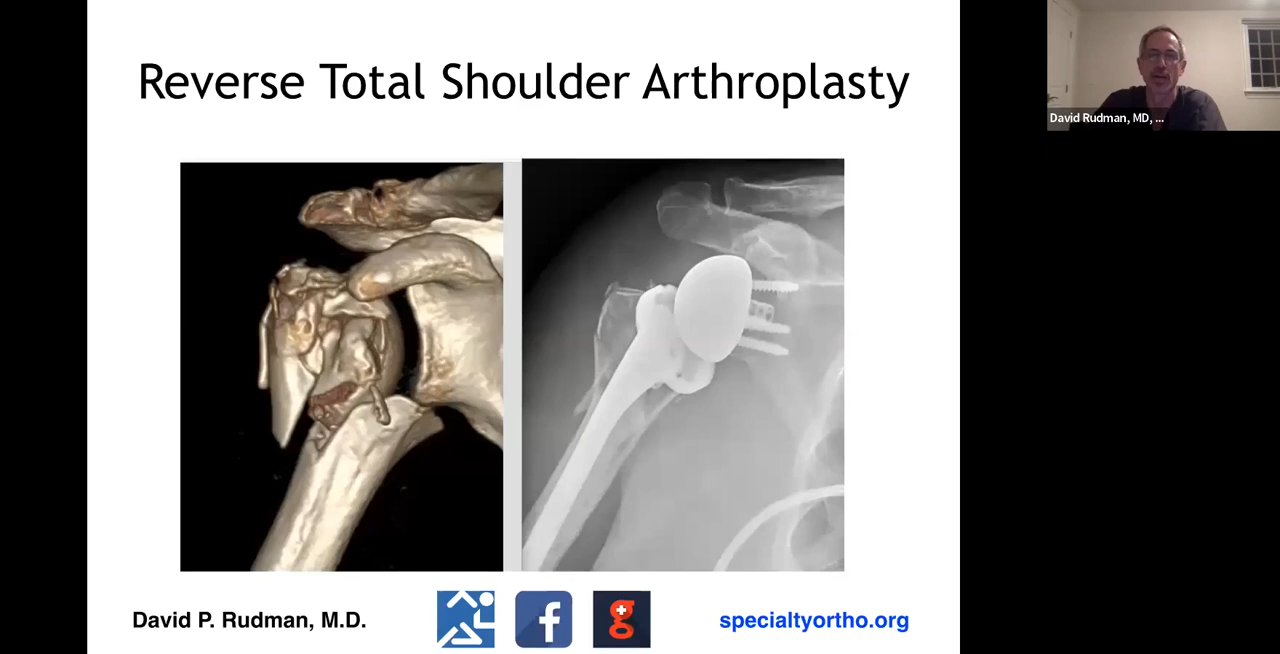 Reverse Total Shoulder Arthroplasty
David Rudman, MD, ...
David P. Rudman, M.D.
f
g
specialtyortho.org